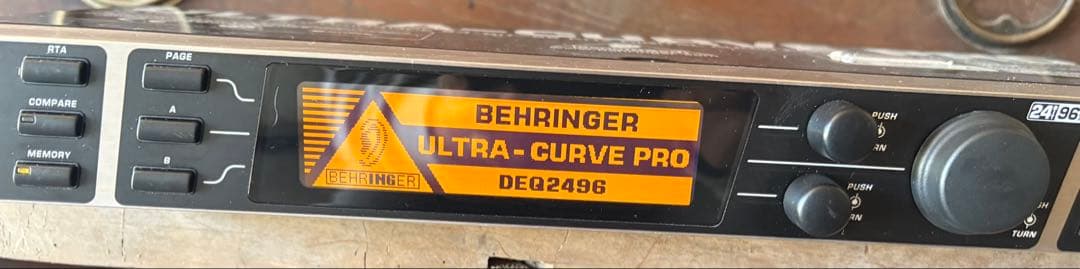 RTA
COMPARE
MEMORY
PAGE
A
B
BEHRINGER
ULTRA-CURVE PRO
DEQ2496
BEHRINGER
PUSH
PUSH
TURN
24
96